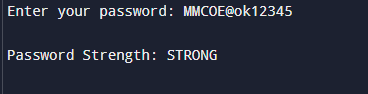 Enter your password: MMCOE@ok12345
Password Strength: STRONG